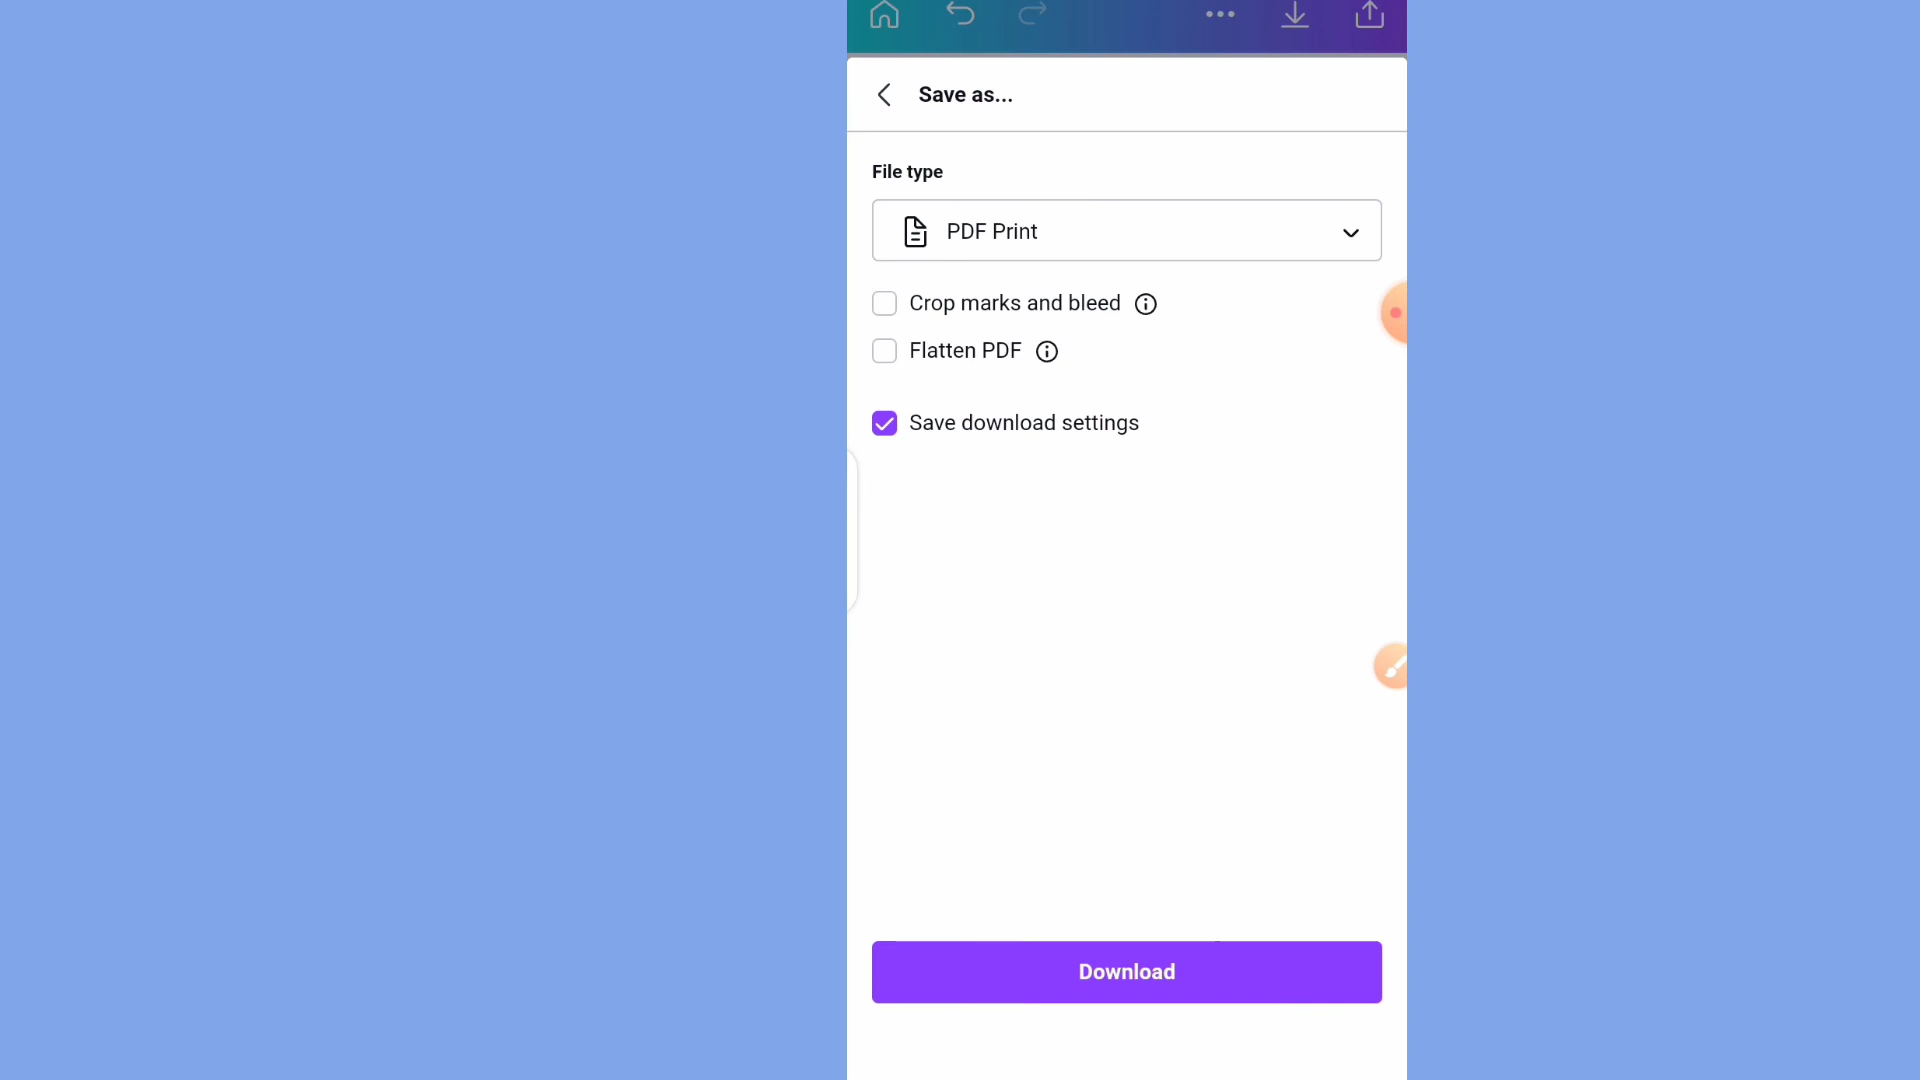 Save as...
File type
PDF Print
Crop marks and bleed
Flatten PDF
Save download settings
Download